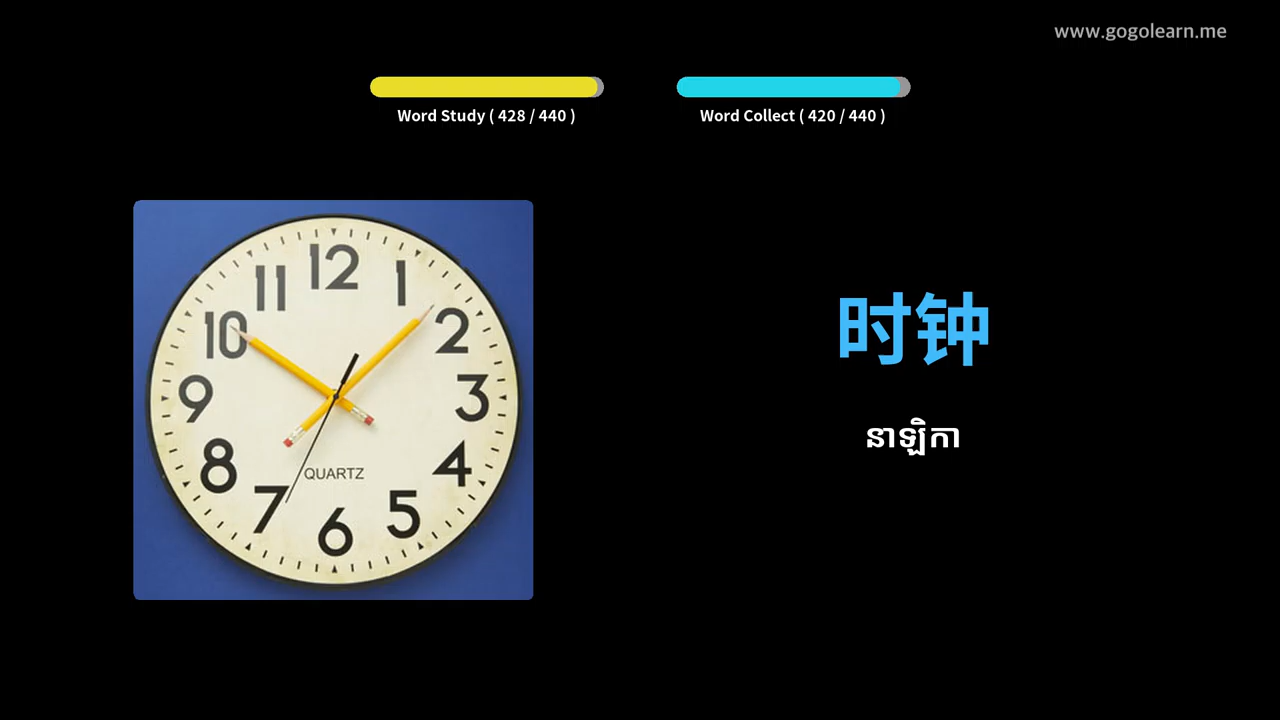 www.gogolearn.me
Word Study ( 428 / 440 )
Word Collect ( 420 / 440 )
12
11
1
10
2
9
3
8
4
7
5
6
QUARTZ
时钟
នាឡិកា